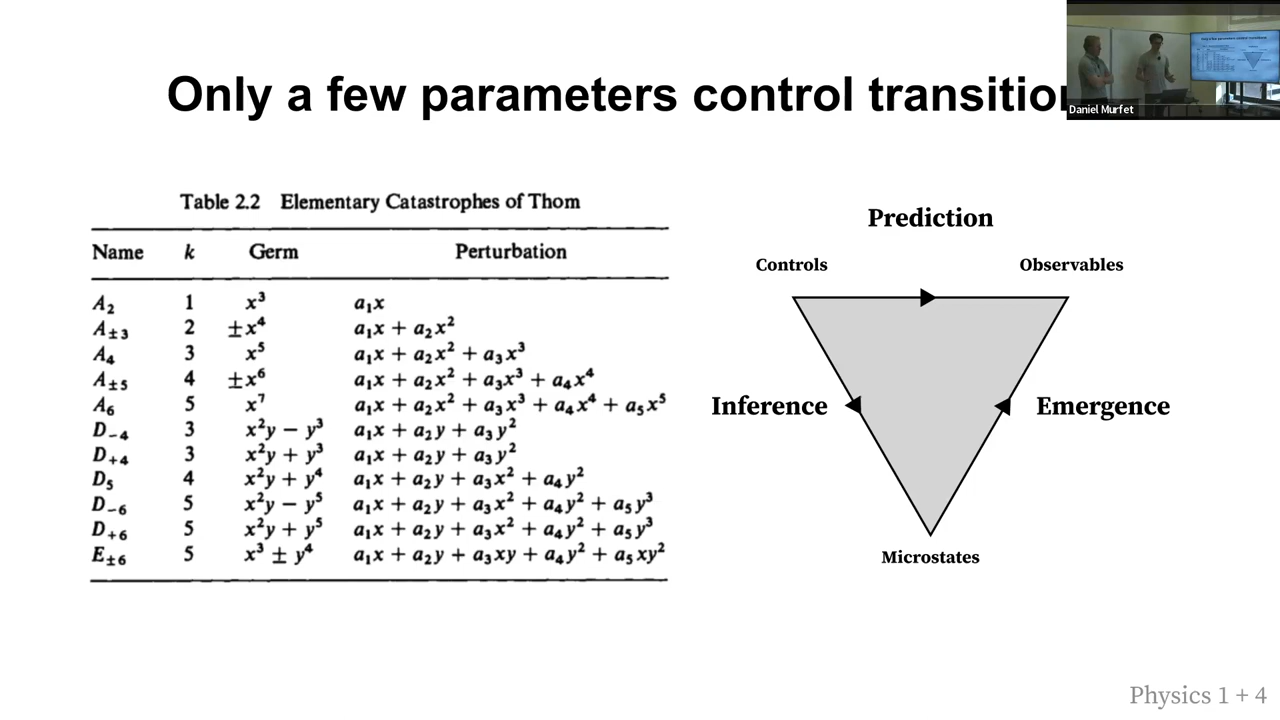 Only a few parameters control transition
Daniel Murfet
Table 2.2 Elementary Catastrophes of Thom
Name k Germ Perturbation
A₂ 1 x³ a₁x
A±₃ 2 ±x⁴ a₁x + a₂x²
A₄ 3 x⁵ a₁x + a₂x² + a₃x³
A±₅ 4 ±x⁶ a₁x + a₂x² + a₃x³ + a₄x⁴
A₆ 5 x⁷ a₁x + a₂x² + a₃x³ + a₄x⁴ + a₅x⁵
D₋₄ 3 x²y − y³ a₁x + a₂y + a₃y²
D₊₄ 3 x²y + y³ a₁x + a₂y + a₃y²
D₅ 4 x²y + y⁴ a₁x + a₂y + a₃x² + a₄y²
D₋₆ 5 x²y − y⁵ a₁x + a₂y + a₃x² + a₄y² + a₅y³
D₊₆ 5 x²y + y⁵ a₁x + a₂y + a₃x² + a₄y² + a₅y³
E±₆ 5 x³ ± y⁴ a₁x + a₂y + a₃xy + a₄y² + a₅xy²
Prediction
Controls Observables
Inference Emergence
Microstates
Physics 1 + 4